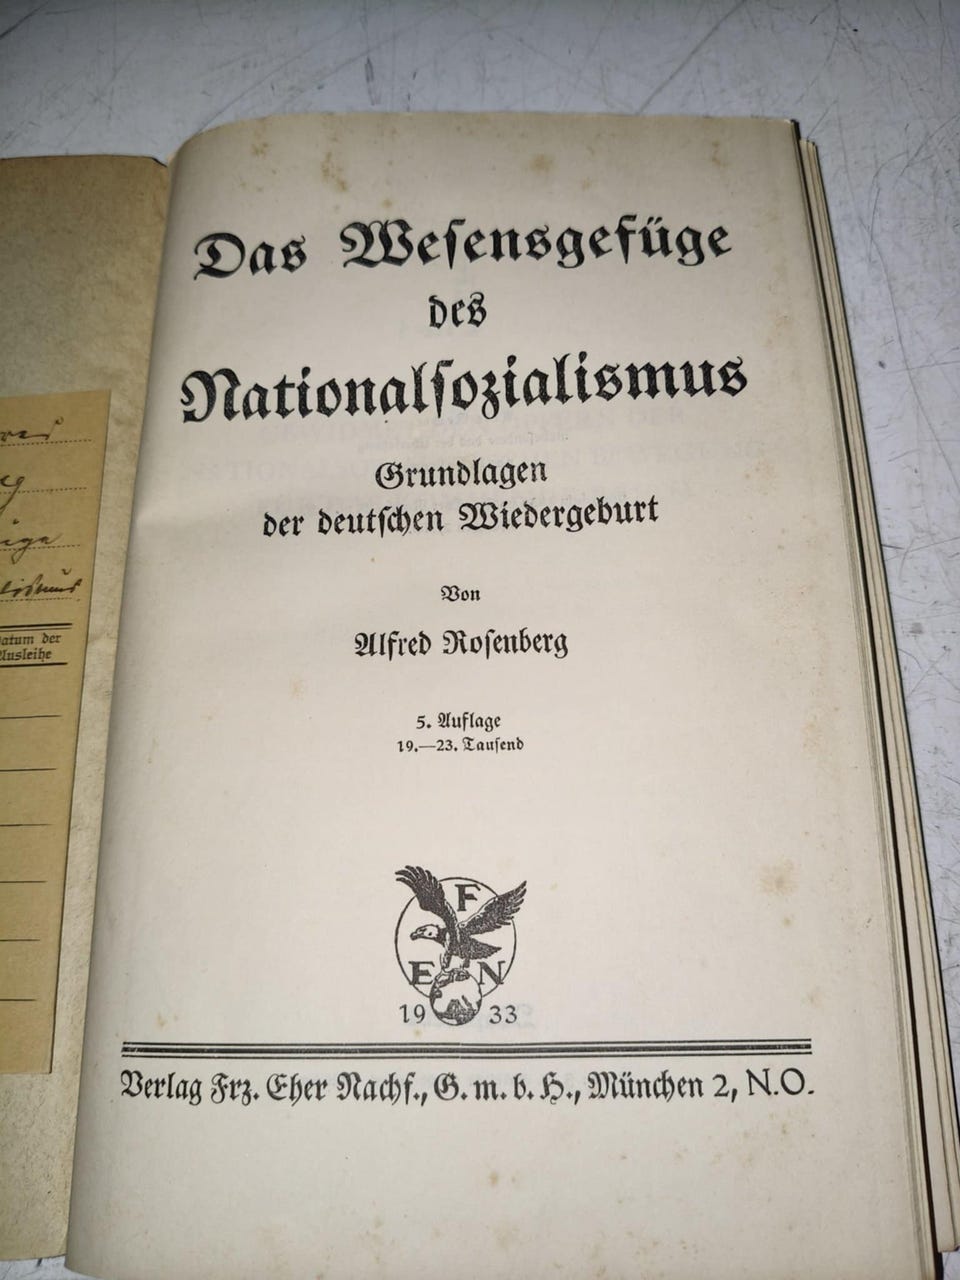 Das Wesensgefüge
des
Nationalsozialismus
Grundlagen
der deutschen Wiedergeburt
Von
Alfred Rosenberg
5. Auflage
19.—23. Tausend
F
E N
19 33
Verlag Frz. Eher Nachf., G. m. b. H., München 2, N.O.
der
Ausleihe